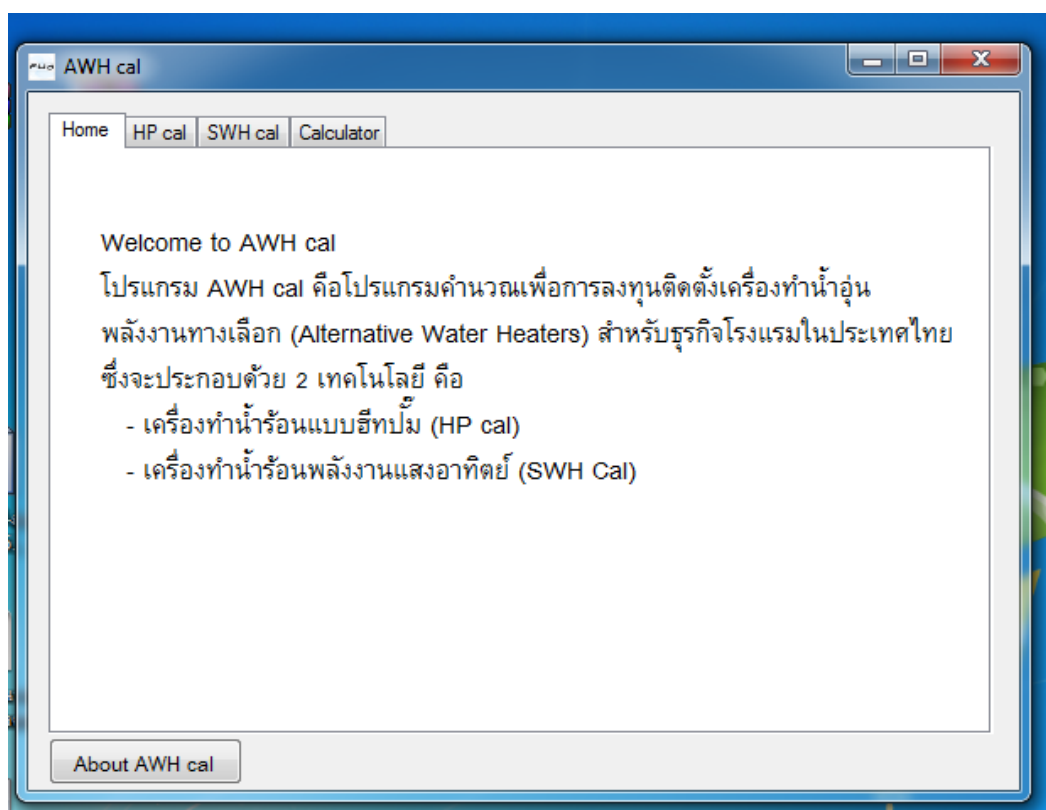 AWH cal
Home HP cal SWH cal Calculator
Welcome to AWH cal
โปรแกรม AWH cal คือโปรแกรมคำนวณเพื่อการลงทุนติดตั้งเครื่องทำน้ำอุ่น
พลังงานทางเลือก (Alternative Water Heaters) สำหรับธุรกิจโรงแรมในประเทศไทย
ซึ่งจะประกอบด้วย 2 เทคโนโลยี คือ
- เครื่องทำน้ำร้อนแบบฮีทปั๊ม (HP cal)
- เครื่องทำน้ำร้อนพลังงานแสงอาทิตย์ (SWH Cal)
About AWH cal